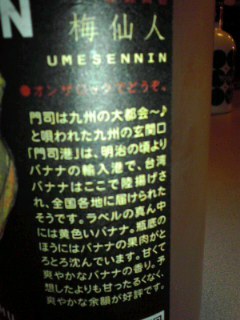 N
梅仙人
UMESENNIN
●オンザロックでどうぞ。
門司は九州の大都会〜♪
と唄われた九州の玄関口
「門司港」は、明治の頃より
バナナの輸入港で、台湾
バナナはここで陸揚げさ
れ、全国各地に届けられた
そうです。ラベルの真ん中
には黄色いバナナ。瓶底の
ほうにはバナナの果肉がと
ろとろ沈んでいます。甘くて
爽やかなバナナの香り。予
想したよりも甘ったるくなく、
爽やかな余韻が好評です。